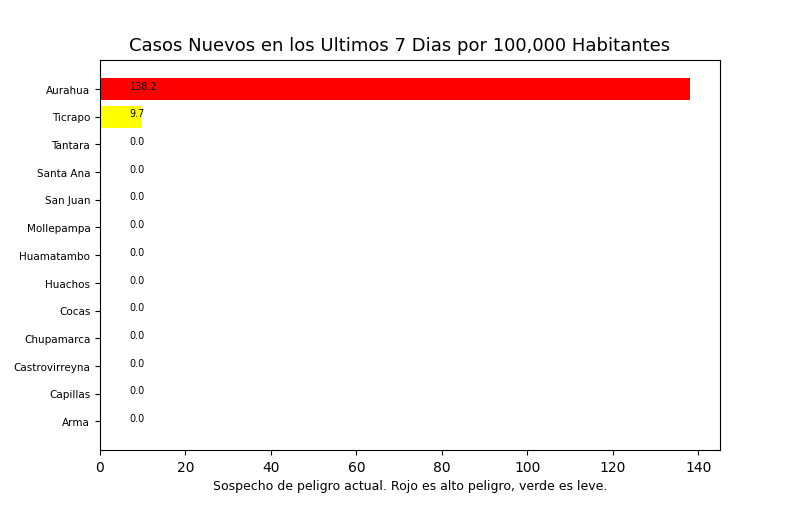 Casos Nuevos en los Ultimos 7 Dias por 100,000 Habitantes
Aurahua 138.2
Ticrapo 9.7
Tantara 0.0
Santa Ana 0.0
San Juan 0.0
Mollepampa 0.0
Huamatambo 0.0
Huachos 0.0
Cocas 0.0
Chupamarca 0.0
Castrovirreyna 0.0
Capillas 0.0
Arma 0.0
0 20 40 60 80 100 120 140
Sospecho de peligro actual. Rojo es alto peligro, verde es leve.